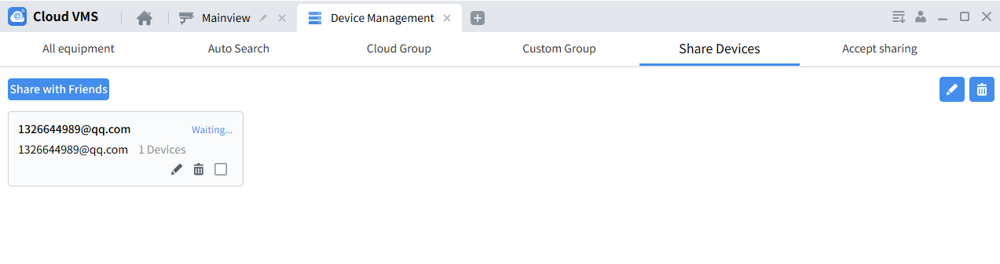 Cloud VMS Mainview Device Management
All equipment Auto Search Cloud Group Custom Group Share Devices Accept sharing
Share with Friends
1326644989@qq.com Waiting...
1326644989@qq.com 1 Devices